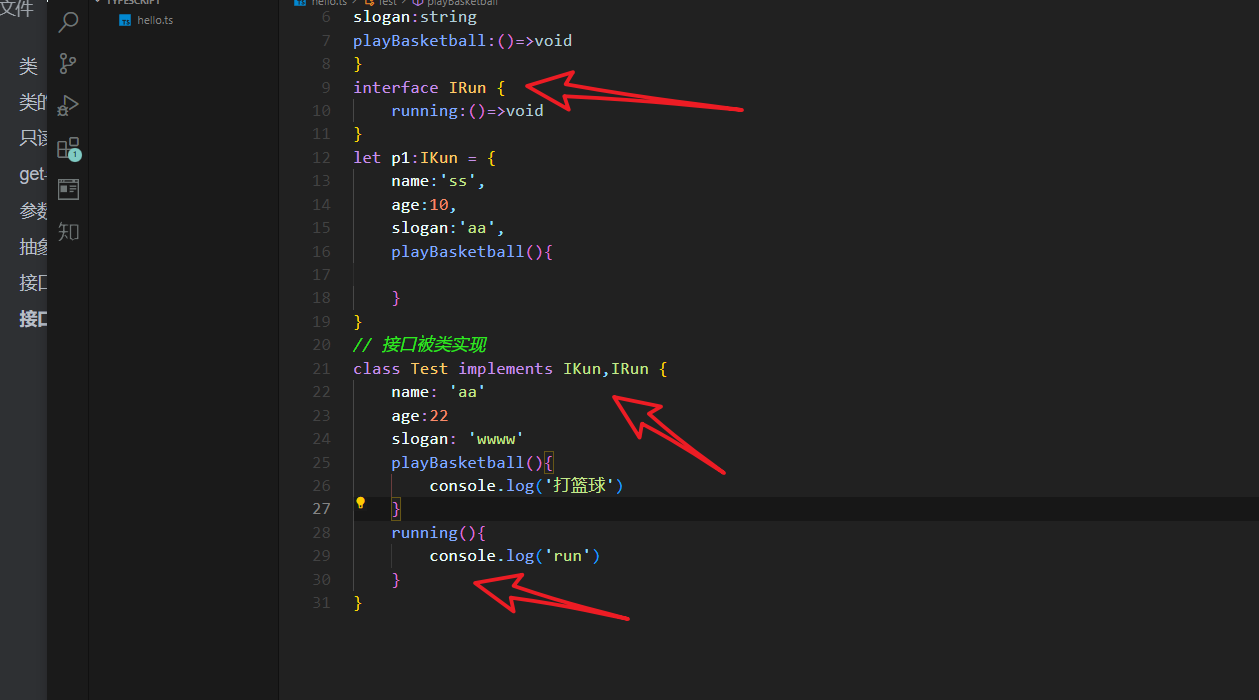 文件
类
类的
只读
get-
参数
抽象
接口
接口
TYPESCRIPT
hello.ts
1
知
hello.ts > Test > playBasketball
6 slogan:string
7 playBasketball:()=>void
8 }
9 interface IRun {
10 running:()=>void
11 }
12 let p1:IKun = {
13 name:'ss',
14 age:10,
15 slogan:'aa',
16 playBasketball(){
17
18 }
19 }
20 // 接口被类实现
21 class Test implements IKun,IRun {
22 name: 'aa'
23 age:22
24 slogan: 'wwww'
25 playBasketball(){
26 console.log('打篮球')
27 }
28 running(){
29 console.log('run')
30 }
31 }